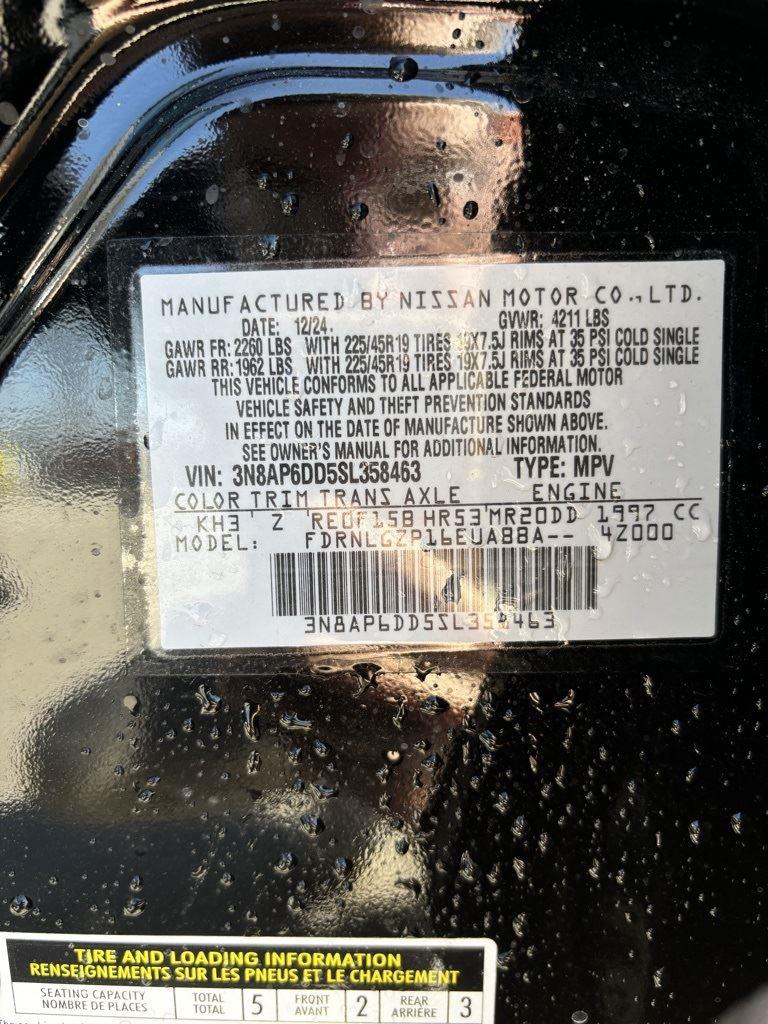 MANUFACTURED BY NISSAN MOTOR CO., LTD.
DATE: 12/24. GVWR: 4211 LBS
GAWR FR: 2260 LBS WITH 225/45R19 TIRES 19X7.5J RIMS AT 35 PSI COLD SINGLE
GAWR RR: 1962 LBS WITH 225/45R19 TIRES 19X7.5J RIMS AT 35 PSI COLD SINGLE
THIS VEHICLE CONFORMS TO ALL APPLICABLE FEDERAL MOTOR
VEHICLE SAFETY AND THEFT PREVENTION STANDARDS
IN EFFECT ON THE DATE OF MANUFACTURE SHOWN ABOVE.
SEE OWNER'S MANUAL FOR ADDITIONAL INFORMATION.
VIN: 3N8AP6DD5SL358463 TYPE: MPV
COLOR TRIM TRANS AXLE ENGINE
KH3 Z RE0F15B HR53 MR20DD 1997 CC
MODEL: FDRNLGZP16EUA88A-- 4Z000
3N8AP6DD5SL358463
TIRE AND LOADING INFORMATION
RENSEIGNEMENTS SUR LES PNEUS ET LE CHARGEMENT
SEATING CAPACITY TOTAL 5 FRONT 2 REAR 3
NOMBRE DE PLACES TOTAL AVANT ARRIÈRE